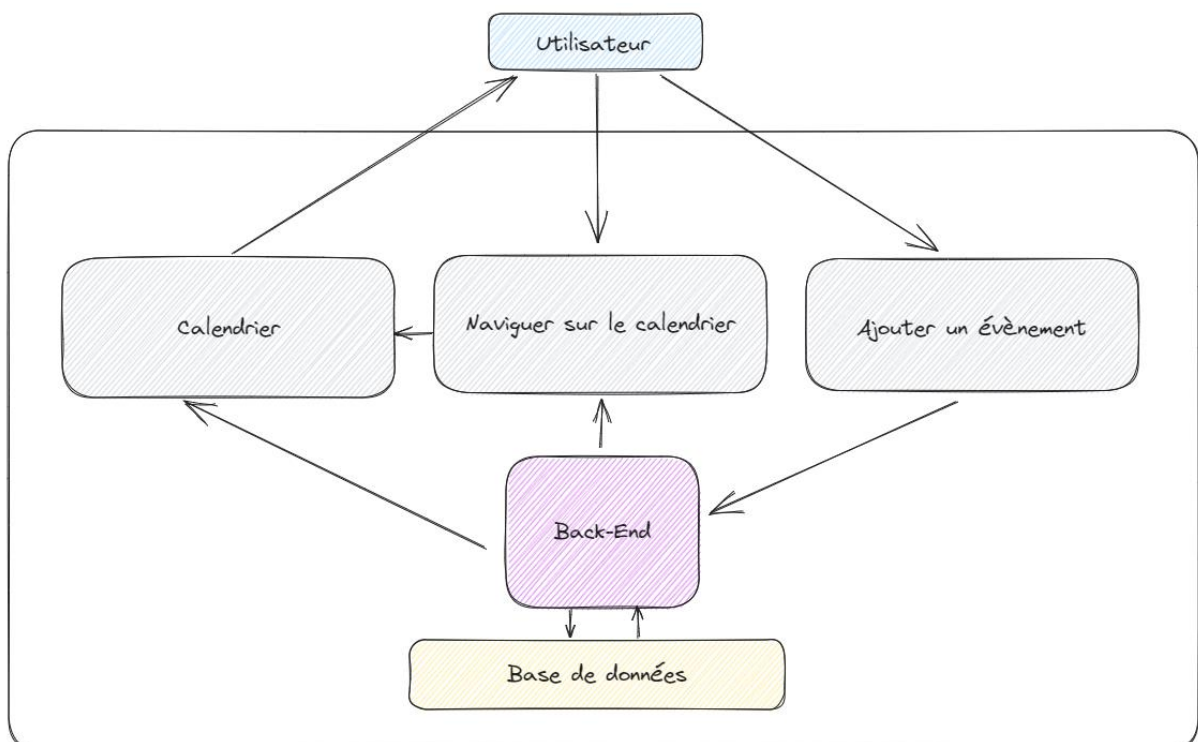 Utilisateur
Calendrier
Naviguer sur le calendrier
Ajouter un évènement
Back-End
Base de données